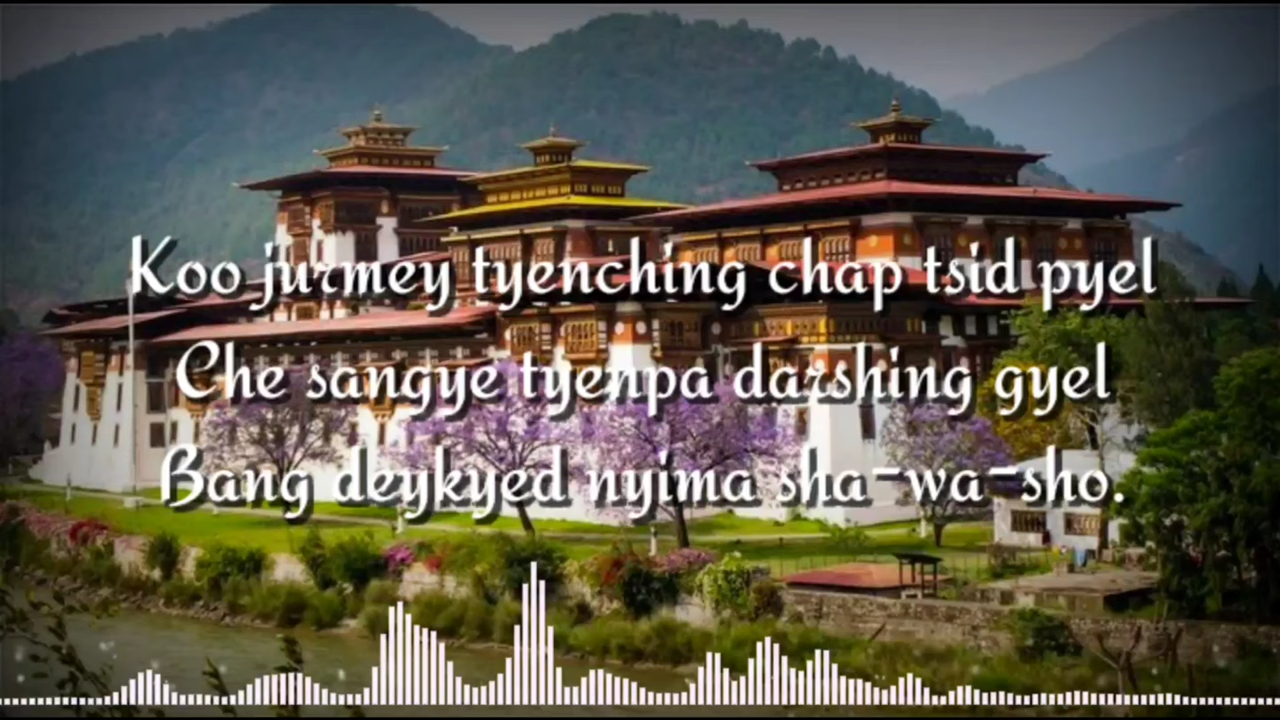 Koo jurmey tyenching chap tsid pyel
Che sangye tyenpa darshing gyel
Bang deykyed nyima sha-wa-sho.